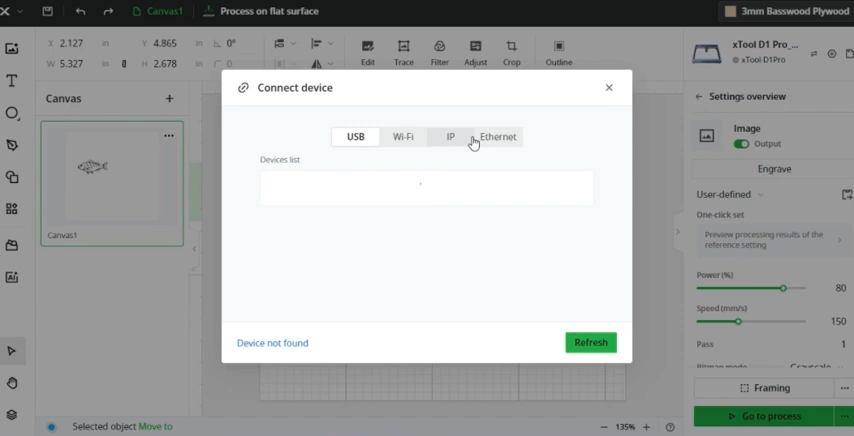 Canvas1
Process on flat surface
3mm Basswood Plywood
X 2.127 in Y 4.865 in 0°
W 5.327 in H 2.678 in 0
Edit Trace Filter Adjust Crop Outline
xTool D1 Pro_...
xTool D1Pro
Canvas
Canvas1
Connect device
USB Wi-Fi IP Ethernet
Devices list
Device not found
Refresh
Settings overview
Image
Output
Engrave
User-defined
One-click set
Preview processing results of the
reference setting
Power(%)
80
Speed(mm/s)
150
Pass 1
Bitmap mode Grayscale
Framing
Go to process
Selected object Move to
135%